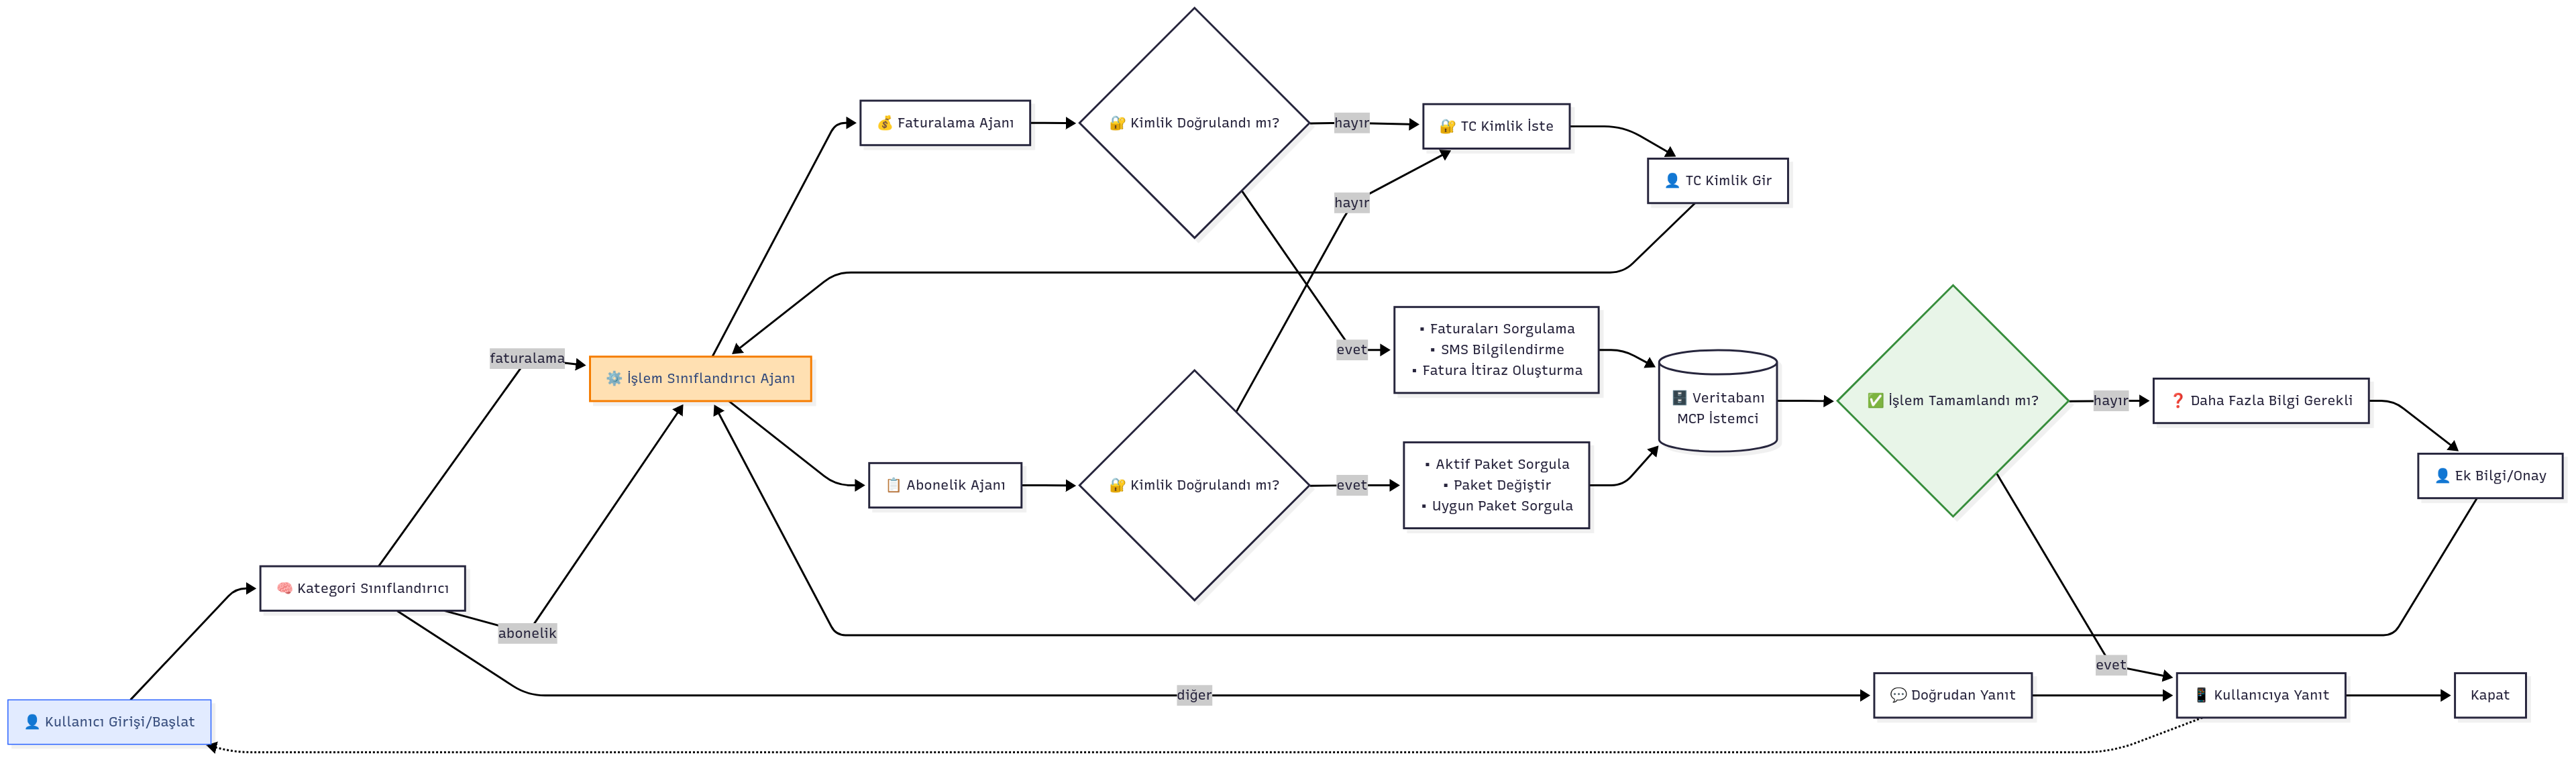 💰 Faturalama Ajanı
🔐 Kimlik Doğrulandı mı?
hayır
🔐 TC Kimlik İste
👤 TC Kimlik Gir
hayır
faturalama
⚙️ İşlem Sınıflandırıcı Ajanı
evet
▪ Faturaları Sorgulama
▪ SMS Bilgilendirme
▪ Fatura İtiraz Oluşturma
🗄️ Veritabanı
MCP İstemci
✅ İşlem Tamamlandı mı?
hayır
❓ Daha Fazla Bilgi Gerekli
📋 Abonelik Ajanı
🔐 Kimlik Doğrulandı mı?
evet
▪ Aktif Paket Sorgula
▪ Paket Değiştir
▪ Uygun Paket Sorgula
👤 Ek Bilgi/Onay
🧠 Kategori Sınıflandırıcı
abonelik
evet
diğer
💬 Doğrudan Yanıt
📱 Kullanıcıya Yanıt
Kapat
👤 Kullanıcı Girişi/Başlat